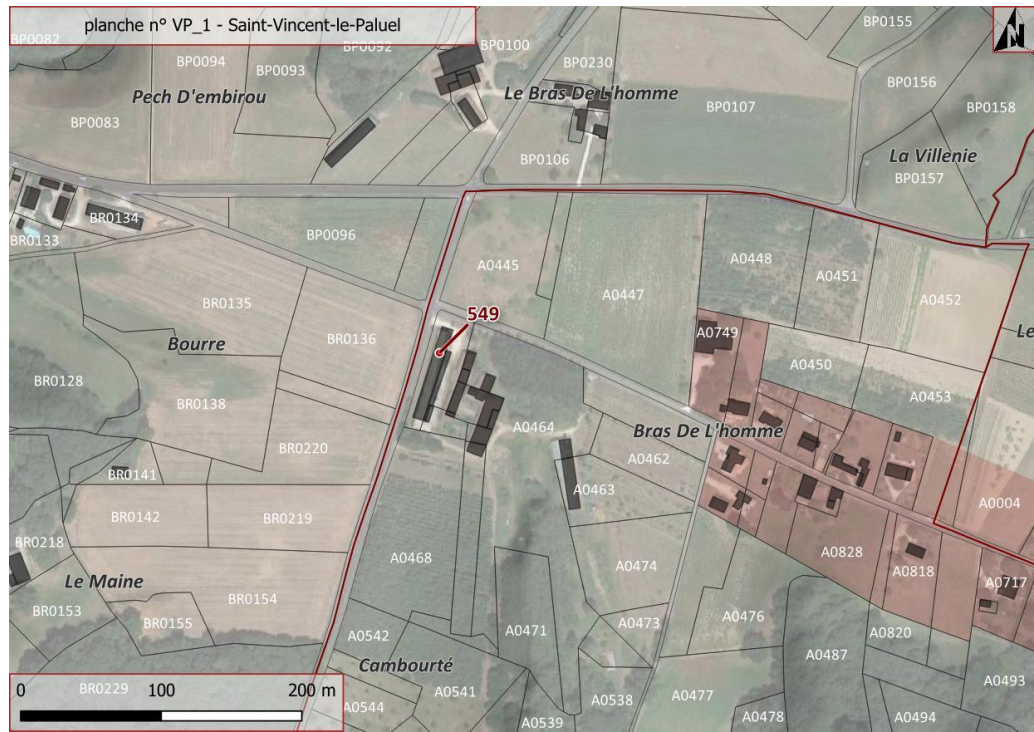 planche n° VP_1 - Saint-Vincent-le-Paluel
N
BP0082
BP0094
BP0093
BP0092
BP0100
BP0155
BP0230
BP0156
Pech D'embirou
Le Bras De L'homme
BP0107
BP0158
BP0083
La Villenie
BP0106
BP0157
BR0134
BR0133
BP0096
A0445
A0448
A0451
A0447
A0452
BR0135
549
BR0136
A0749
Le
Bourre
A0450
BR0128
A0453
BR0138
A0464
Bras De L'homme
BR0220
A0462
BR0141
A0463
BR0142
BR0219
A0004
BR0218
A0468
A0828
A0474
A0818
Le Maine
A0717
BR0154
BR0153
BR0155
A0473
A0476
A0471
A0542
A0820
Cambourté
A0487
A0493
BR0229
A0541
A0538
A0477
A0544
A0539
A0478
A0494
0 100 200 m